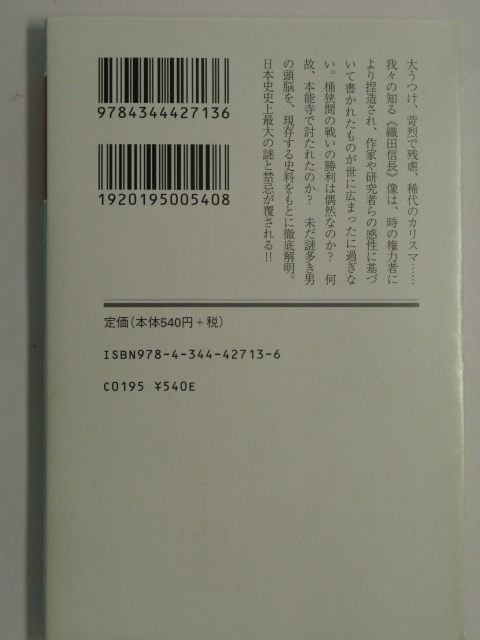 大うつけ、苛烈で残虐、稀代のカリスマ……
我々の知る《織田信長》像は、時の権力者に
より捏造され、作家や研究者らの感性に基づ
いて書かれたものが世に広まったに過ぎな
い。桶狭間の戦いの勝利は偶然なのか？　何
故、本能寺で討たれたのか？　未だ謎多き男
の頭脳を、現存する史料をもとに徹底解明。
日本史史上最大の謎と禁忌が覆される!!
9784344427136
1920195005408
定価(本体540円+税)
ISBN978-4-344-42713-6
C0195 ¥540E